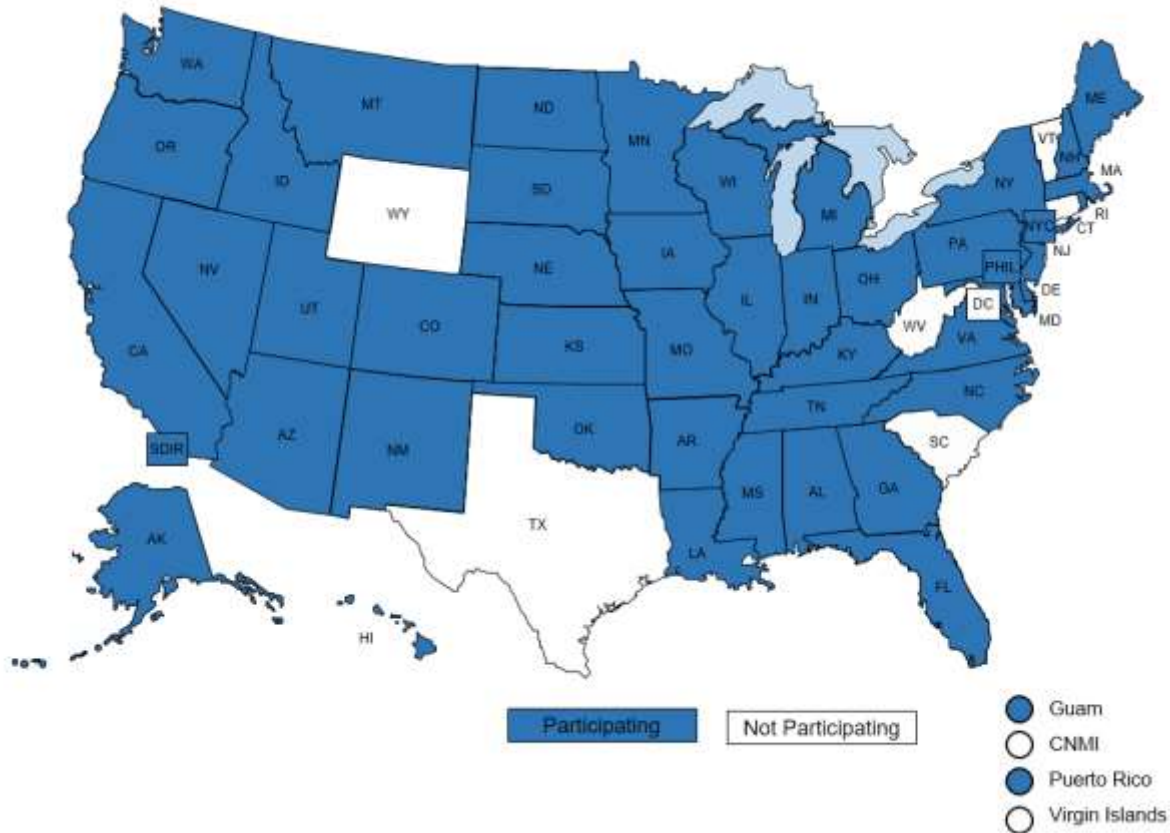 WA
MT
ND
MN
ME
OR
ID
SD
WI
MI
NY
VT
NH
MA
WY
RI
CT
NYC
NJ
PA
PHIL
IA
NE
NV
UT
CO
IL
IN
OH
DE
DC
MD
WV
VA
CA
KS
MO
KY
NC
TN
SDIR
AZ
NM
OK
AR
SC
MS
AL
GA
TX
LA
FL
AK
HI
Participating
Not Participating
Guam
CNMI
Puerto Rico
Virgin Islands